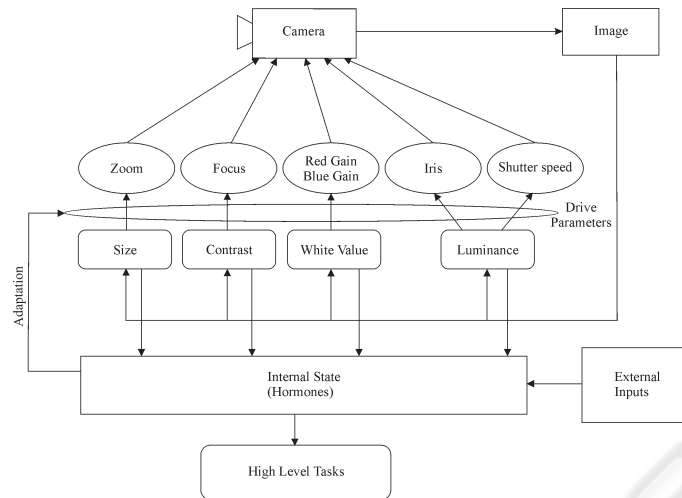 Camera
Image
Zoom
Focus
Red Gain
Blue Gain
Iris
Shutter speed
Drive
Parameters
Size
Contrast
White Value
Luminance
Adaptation
Internal State
(Hormones)
External
Inputs
High Level Tasks